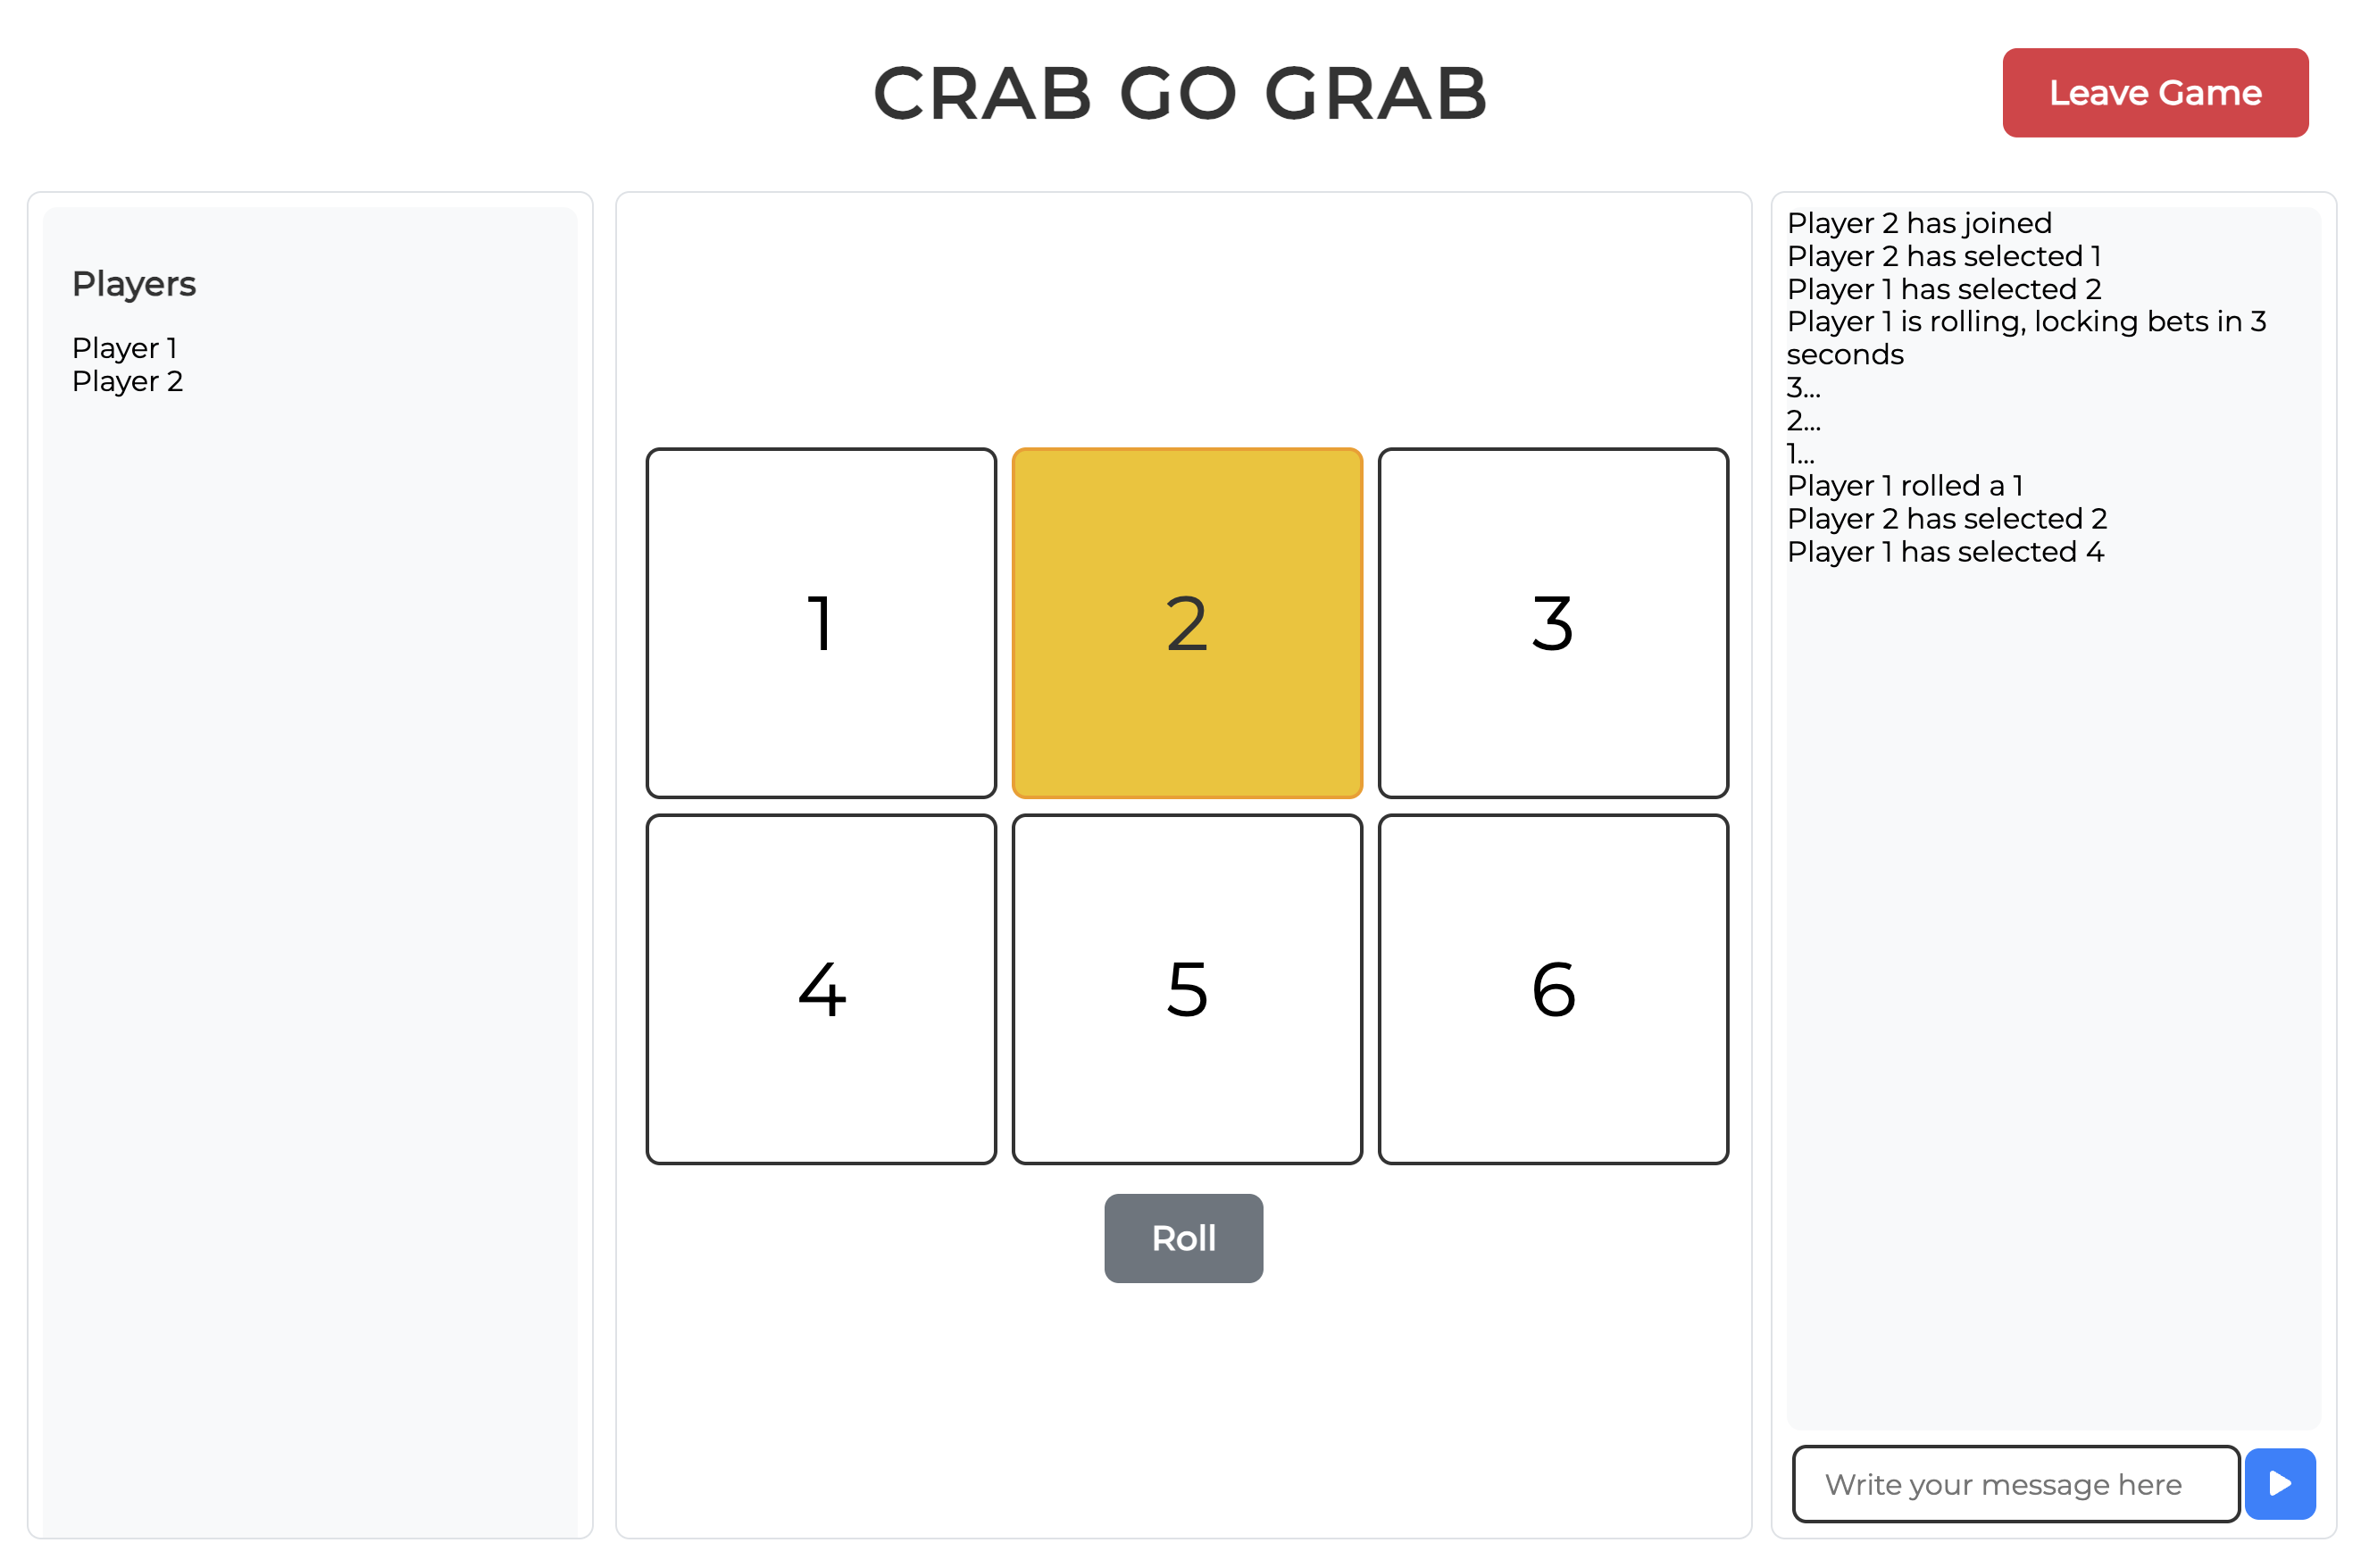 CRAB GO GRAB
Leave Game
Players
Player 1
Player 2
1
2
3
4
5
6
Roll
Player 2 has joined
Player 2 has selected 1
Player 1 has selected 2
Player 1 is rolling, locking bets in 3
seconds
3...
2...
1...
Player 1 rolled a 1
Player 2 has selected 2
Player 1 has selected 4
Write your message here